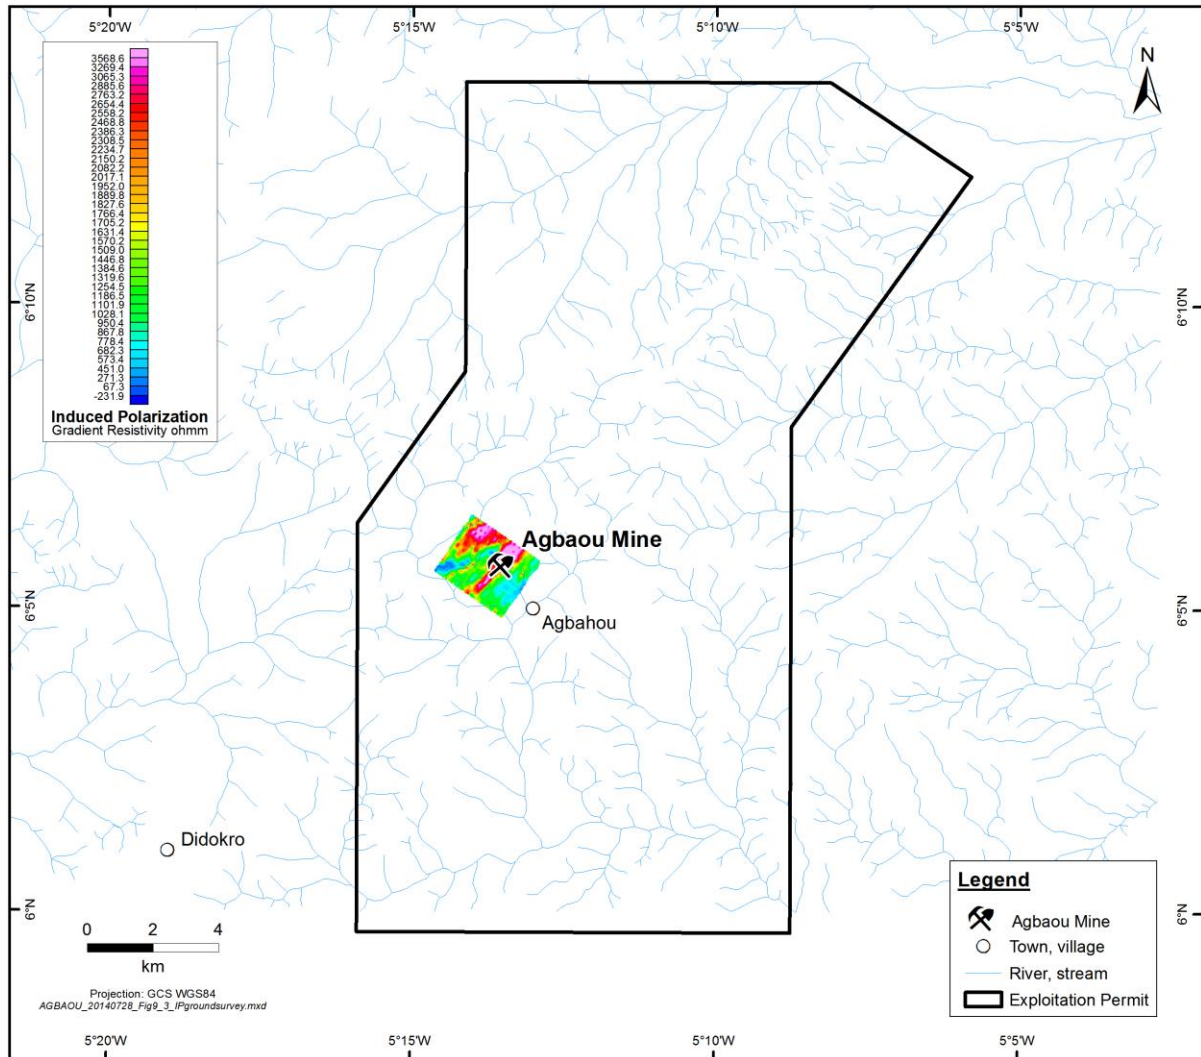 5°20'W
5°15'W
5°10'W
5°5'W
N
3568.6
3269.4
3065.3
2885.6
2763.2
2654.4
2558.2
2468.8
2386.3
2308.5
2234.7
2150.2
2082.2
2017.1
1952.0
1889.8
1827.6
1766.4
1705.2
1631.4
1570.2
1509.0
1446.8
1384.6
1319.6
1254.5
1186.5
1101.9
1028.1
950.4
867.8
778.4
682.3
573.4
451.0
271.3
67.3
-231.9
Induced Polarization
Gradient Resistivity ohmm
6°10'N
6°10'N
Agbaou Mine
6°5'N
6°5'N
Agbahou
Didokro
6°N
6°N
0 2 4
km
Projection: GCS WGS84
AGBAOU_20140728_Fig9_3_IPgroundsurvey.mxd
Legend
Agbaou Mine
Town, village
River, stream
Exploitation Permit
5°20'W
5°15'W
5°10'W
5°5'W